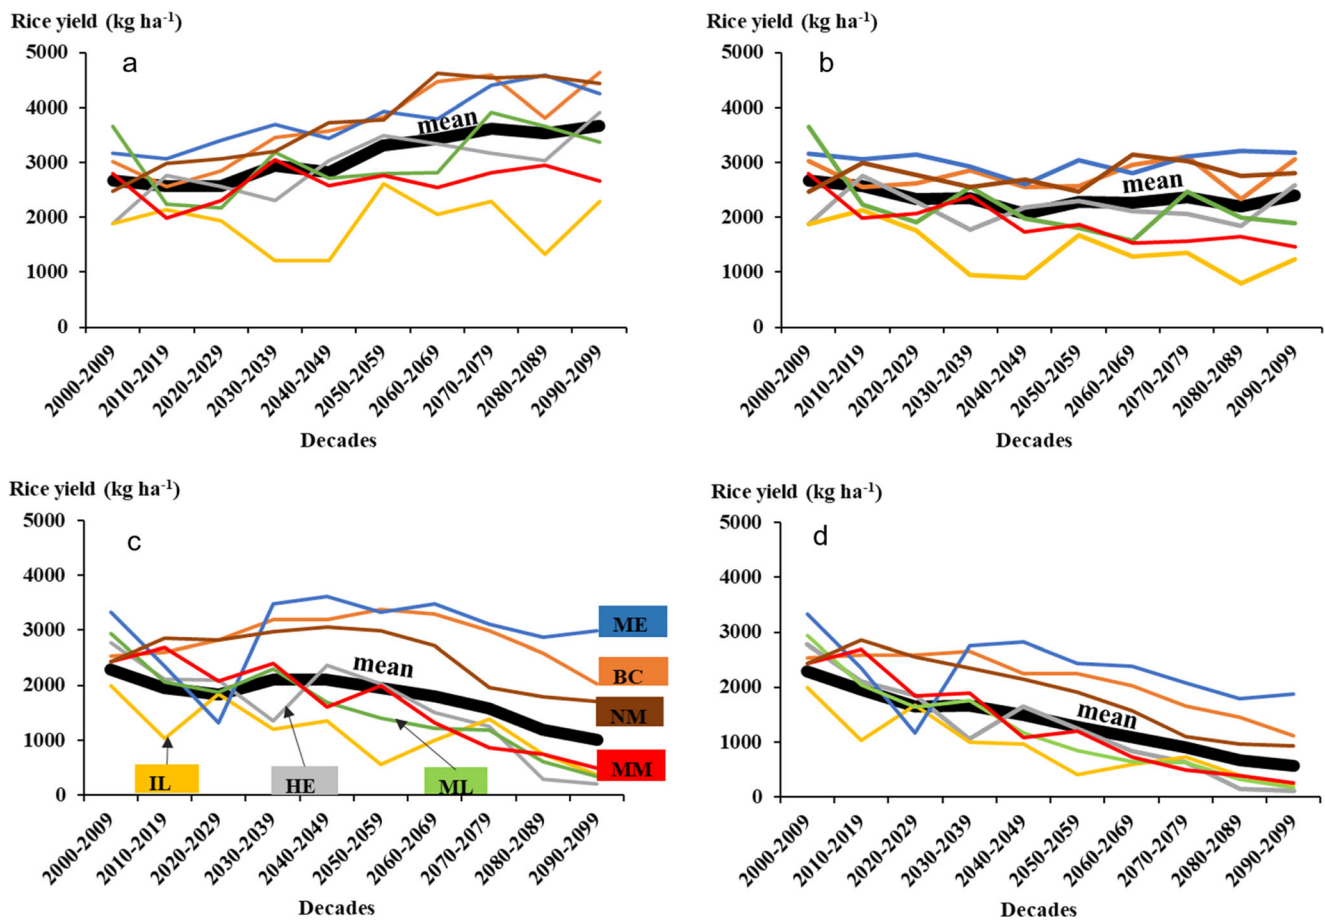 Rice yield (kg ha-1)
a
5000
4000
3000
2000
1000
0
mean
2000-2009
2010-2019
2020-2029
2030-2039
2040-2049
2050-2059
2060-2069
2070-2079
2080-2089
2090-2099
Decades
Rice yield (kg ha-1)
b
5000
4000
3000
2000
1000
0
mean
2000-2009
2010-2019
2020-2029
2030-2039
2040-2049
2050-2059
2060-2069
2070-2079
2080-2089
2090-2099
Decades
Rice yield (kg ha-1)
c
5000
4000
3000
2000
1000
0
mean
ME
BC
NM
MM
IL
HE
ML
2000-2009
2010-2019
2020-2029
2030-2039
2040-2049
2050-2059
2060-2069
2070-2079
2080-2089
2090-2099
Decades
Rice yield (kg ha-1)
d
5000
4000
3000
2000
1000
0
mean
2000-2009
2010-2019
2020-2029
2030-2039
2040-2049
2050-2059
2060-2069
2070-2079
2080-2089
2090-2099
Decades